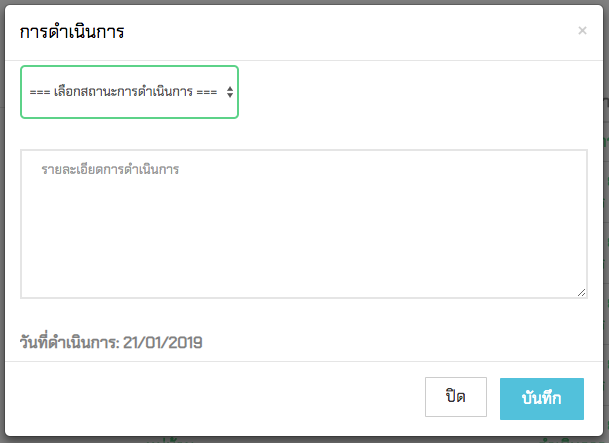 การดำเนินการ
×
=== เลือกสถานะการดำเนินการ ===
รายละเอียดการดำเนินการ
วันที่ดำเนินการ: 21/01/2019
ปิด
บันทึก